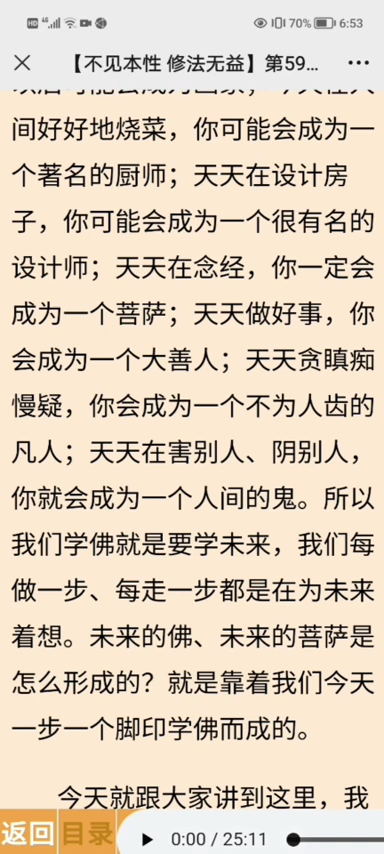 HD 4G 70% 6:53
【不见本性 修法无益】第59...
间好好地烧菜，你可能会成为一
个著名的厨师；天天在设计房
子，你可能会成为一个很有名的
设计师；天天在念经，你一定会
成为一个菩萨；天天做好事，你
会成为一个大善人；天天贪瞋痴
慢疑，你会成为一个不为人齿的
凡人；天天在害别人、阴别人，
你就会成为一个人间的鬼。所以
我们学佛就是要学未来，我们每
做一步、每走一步都是在为未来
着想。未来的佛、未来的菩萨是
怎么形成的？就是靠着我们今天
一步一个脚印学佛而成的。
今天就跟大家讲到这里，我
返回 目录 0:00 / 25:11